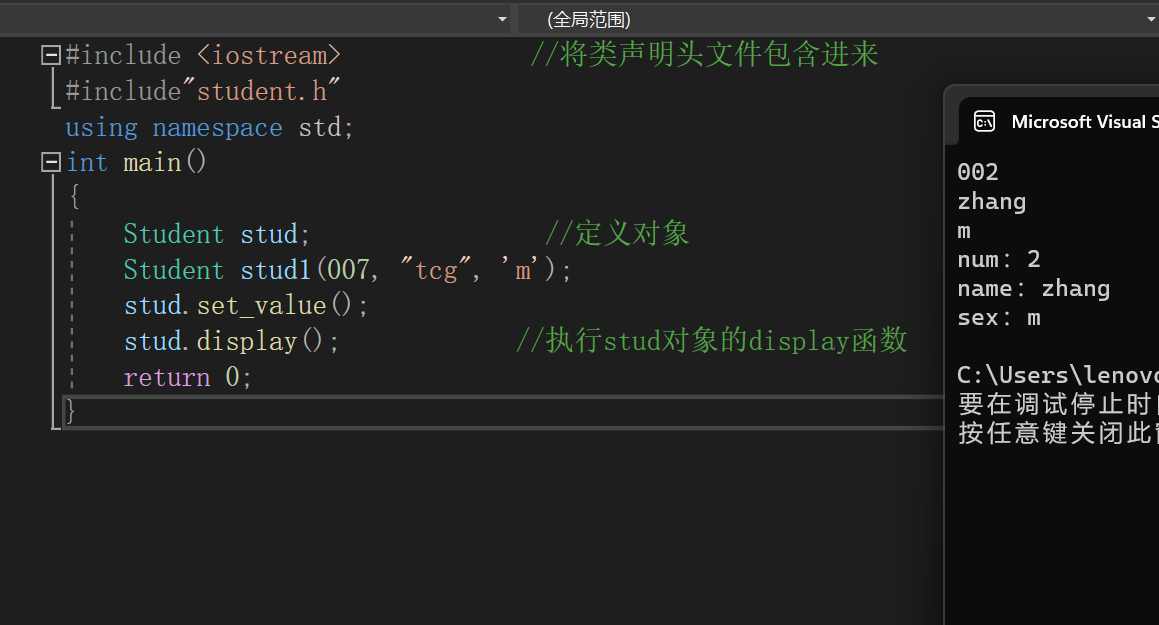 (全局范围)
#include <iostream> //将类声明头文件包含进来
#include"student.h"
using namespace std;
int main()
{
Student stud; //定义对象
Student stud1(007, "tcg", 'm');
stud.set_value();
stud.display(); //执行stud对象的display函数
return 0;
}
Microsoft Visual S
002
zhang
m
num: 2
name: zhang
sex: m
C:\Users\lenovo
要在调试停止时
按任意键关闭此